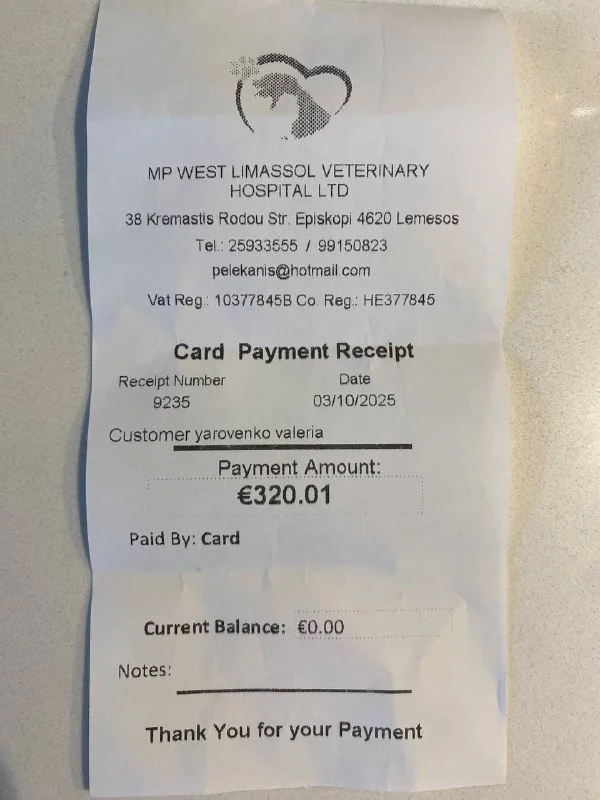 MP WEST LIMASSOL VETERINARY
HOSPITAL LTD
38 Kremastis Rodou Str. Episkopi 4620 Lemesos
Tel.: 25933555 / 99150823
pelekanis@hotmail.com
Vat Reg.: 10377845B Co. Reg.: HE377845
Card Payment Receipt
Receipt Number Date
9235 03/10/2025
Customer yarovenko valeria
Payment Amount:
€320.01
Paid By: Card
Current Balance: €0.00
Notes:
Thank You for your Payment